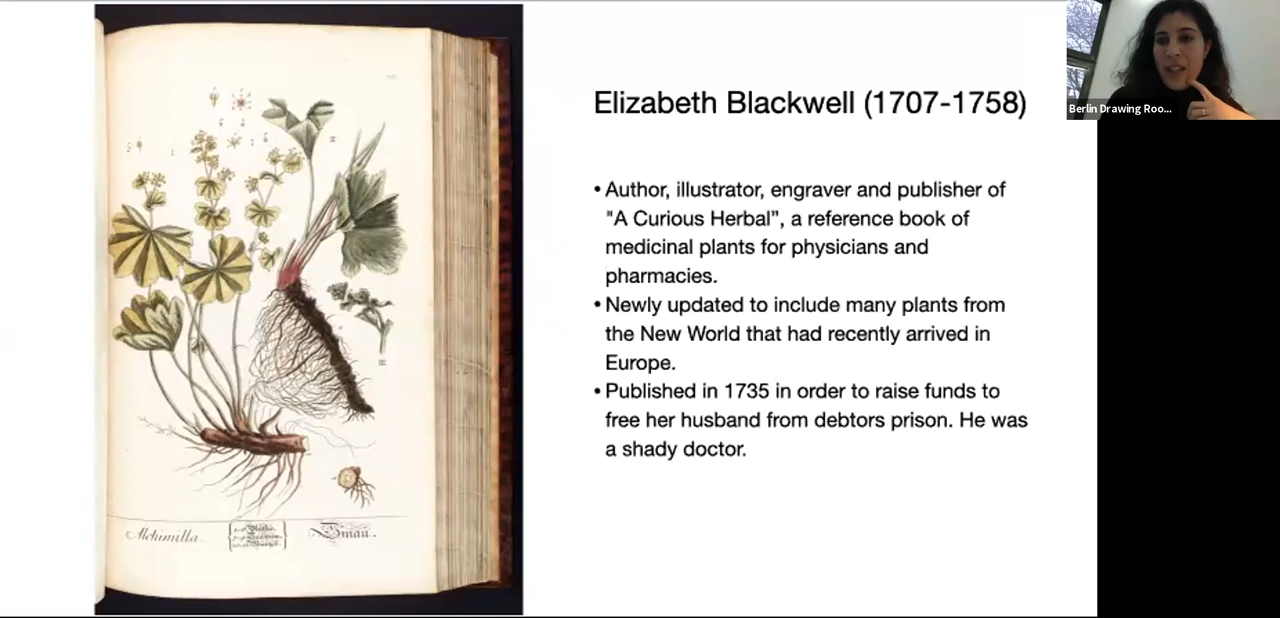 Elizabeth Blackwell (1707-1758)
• Author, illustrator, engraver and publisher of
"A Curious Herbal”, a reference book of
medicinal plants for physicians and
pharmacies.
• Newly updated to include many plants from
the New World that had recently arrived in
Europe.
• Published in 1735 in order to raise funds to
free her husband from debtors prison. He was
a shady doctor.
Berlin Drawing Roo...
Alchimilla.